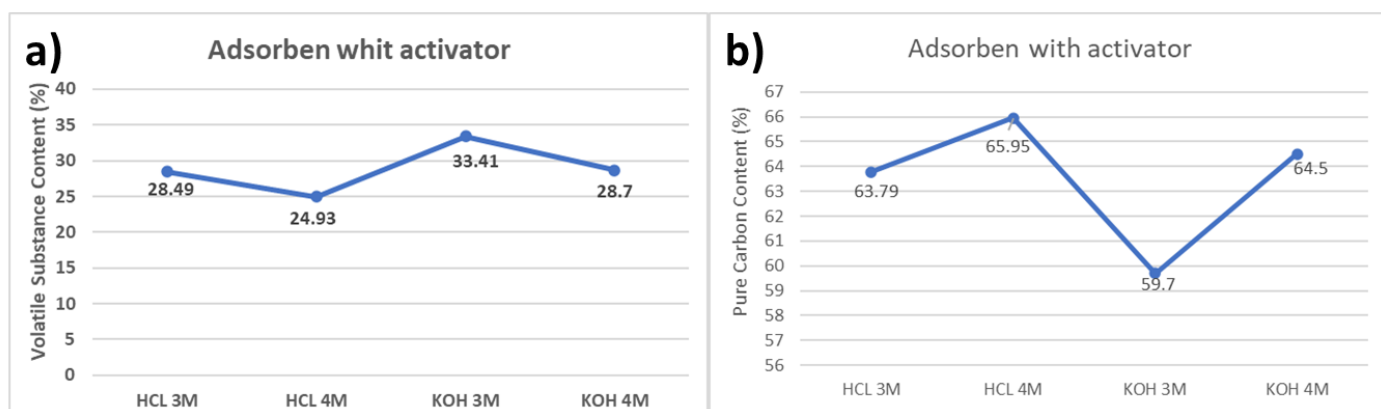 a)
Adsorben whit activator
Volatile Substance Content (%)
40
35
30
25
20
15
10
5
0
28.49
24.93
33.41
28.7
HCL 3M
HCL 4M
KOH 3M
KOH 4M
b)
Adsorben with activator
Pure Carbon Content (%)
67
66
65
64
63
62
61
60
59
58
57
56
63.79
65.95
59.7
64.5
HCL 3M
HCL 4M
KOH 3M
KOH 4M